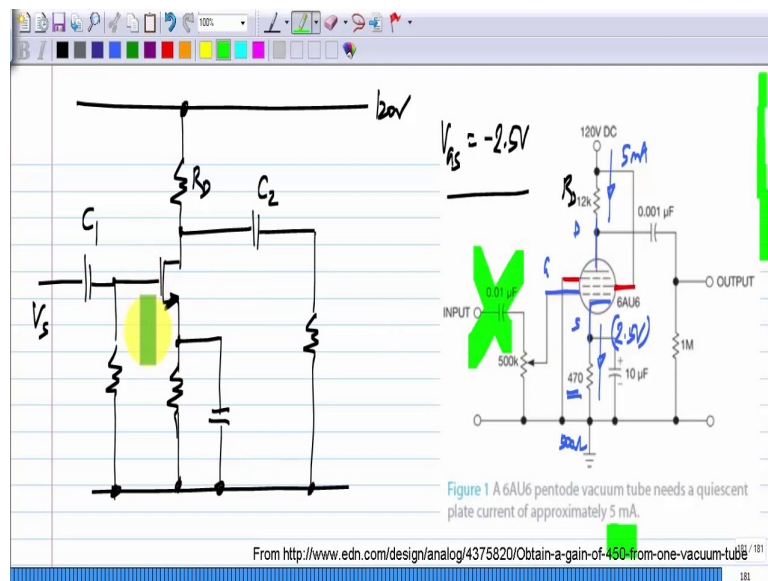 100%
B I
120V
R_D
C_1
C_2
V_s
V_GS = -2.5V
120V DC
5mA
R_D 12k
0.001 µF
D
G
6AU6
OUTPUT
0.01 µF
INPUT
S
(2.5V)
500k
1M
470
10 µF
+
–
500Ω
Figure 1 A 6AU6 pentode vacuum tube needs a quiescent
plate current of approximately 5 mA.
From http://www.edn.com/design/analog/4375820/Obtain-a-gain-of-450-from-one-vacuum-tube
181 / 181
181